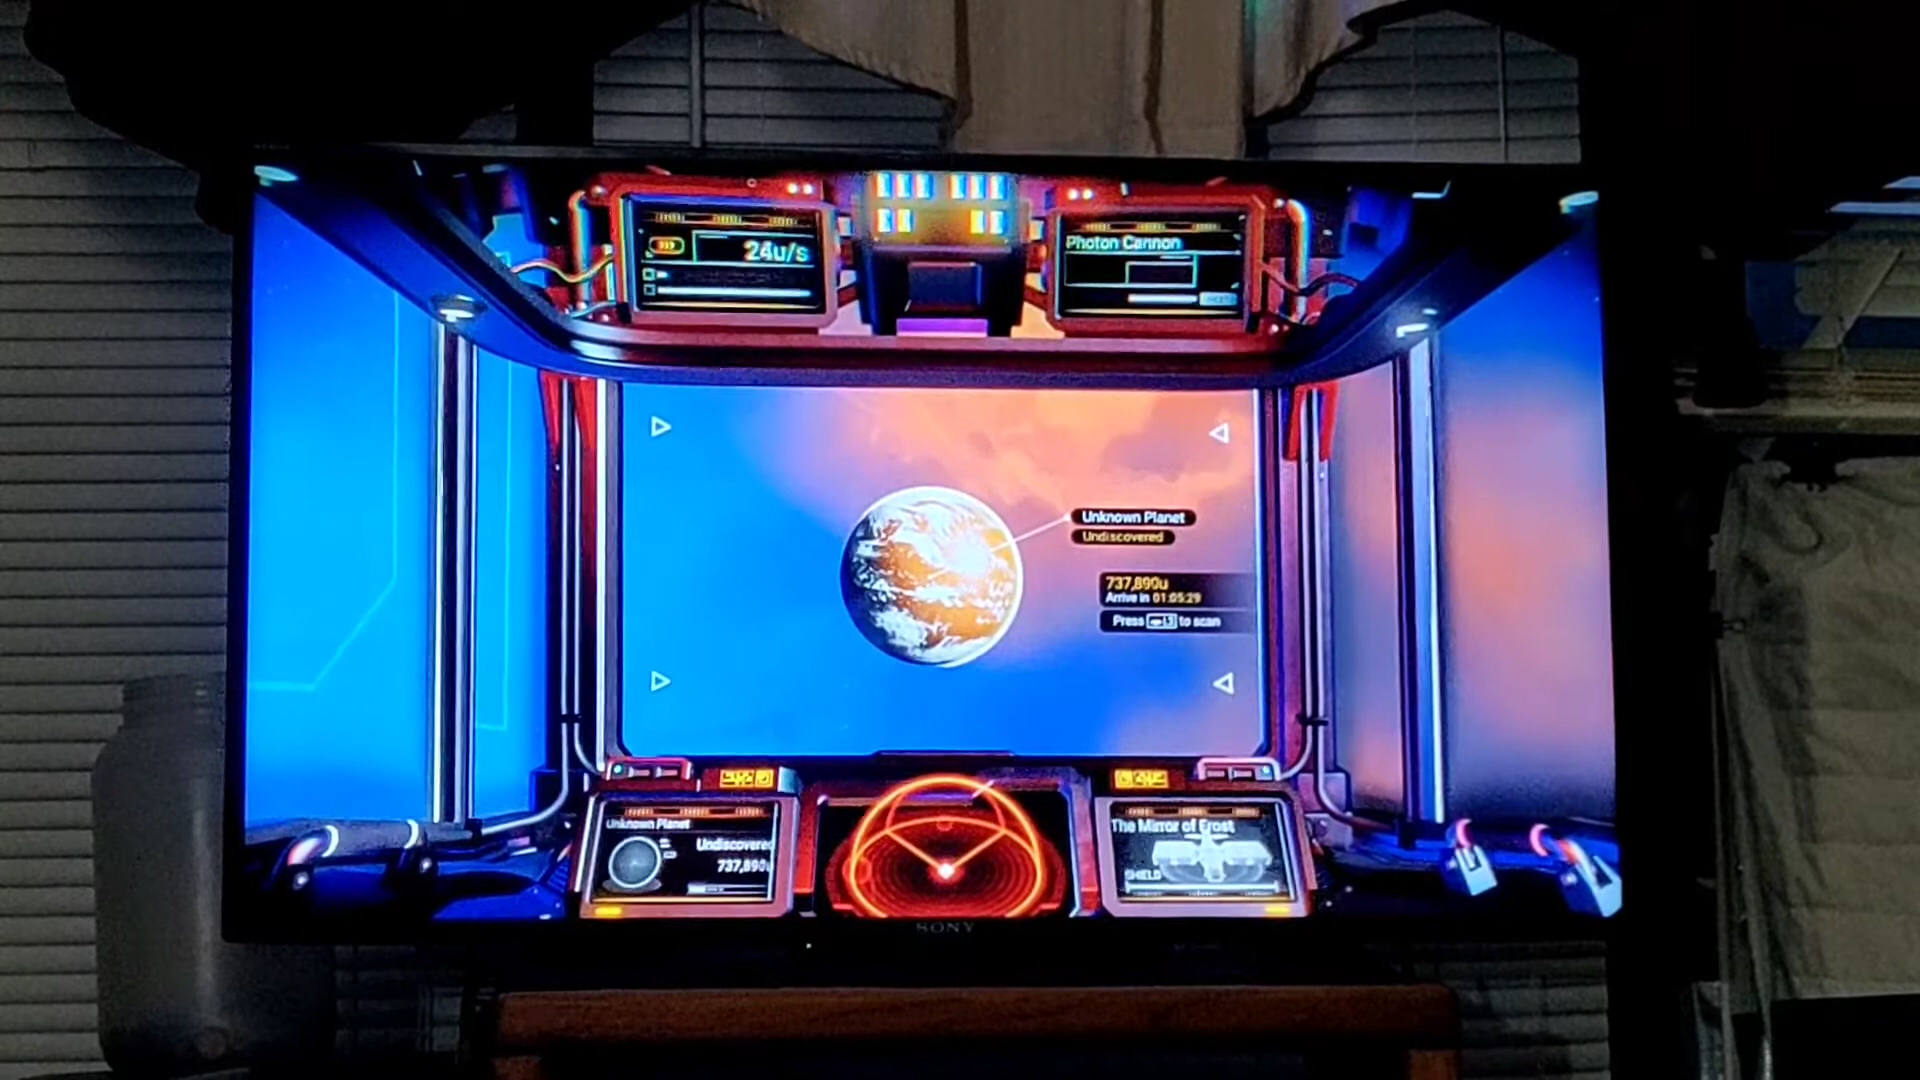 24u/s
Photon Cannon
Unknown Planet
Undiscovered
737,890u
Arrive in 01:05:29
Press L3 to scan
Unknown Planet
Undiscovered
737,890u
The Mirror of Frost
SHIELD
SONY